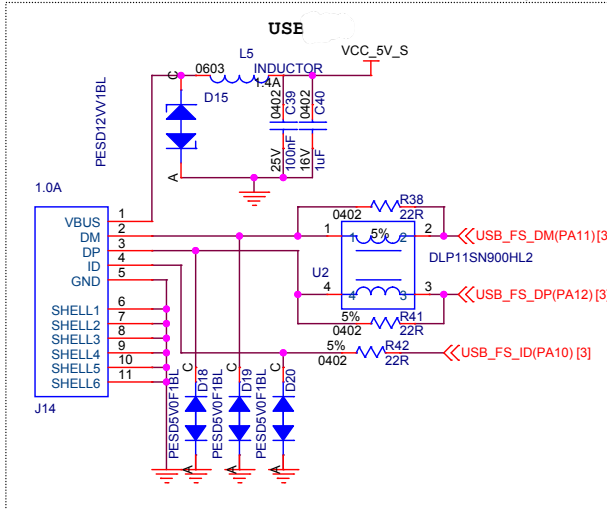 USB
L5
0603
INDUCTOR
1.4A
VCC_5V_S
C
D15
PESD12VV1BL
A
0402
C39
25V
100nF
0402
C40
16V
1uF
1.0A
VBUS 1
DM 2
DP 3
ID 4
GND 5
SHELL1 6
SHELL2 7
SHELL3 8
SHELL4 9
SHELL5 10
SHELL6 11
J14
R38
0402 22R
1 1 5% 2 2
USB_FS_DM(PA11) [3
DLP11SN900HL2
U2
4 4 3 3
USB_FS_DP(PA12) [3]
5% R41
0402 22R
5% R42
0402 22R
USB_FS_ID(PA10) [3]
C D18
PESD5V0F1BL
A
C D19
PESD5V0F1BL
A
C D20
PESD5V0F1BL
A